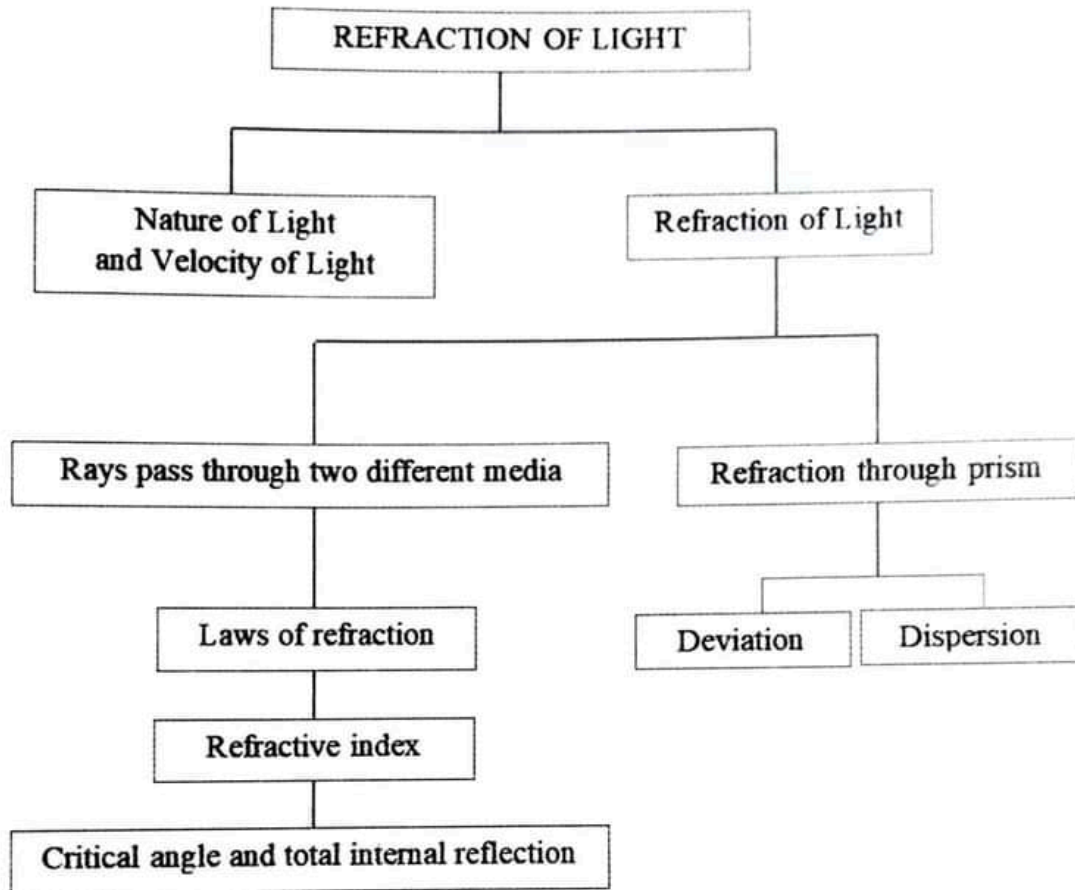 REFRACTION OF LIGHT
Nature of Light
and Velocity of Light
Refraction of Light
Rays pass through two different media
Refraction through prism
Laws of refraction
Deviation
Dispersion
Refractive index
Critical angle and total internal reflection